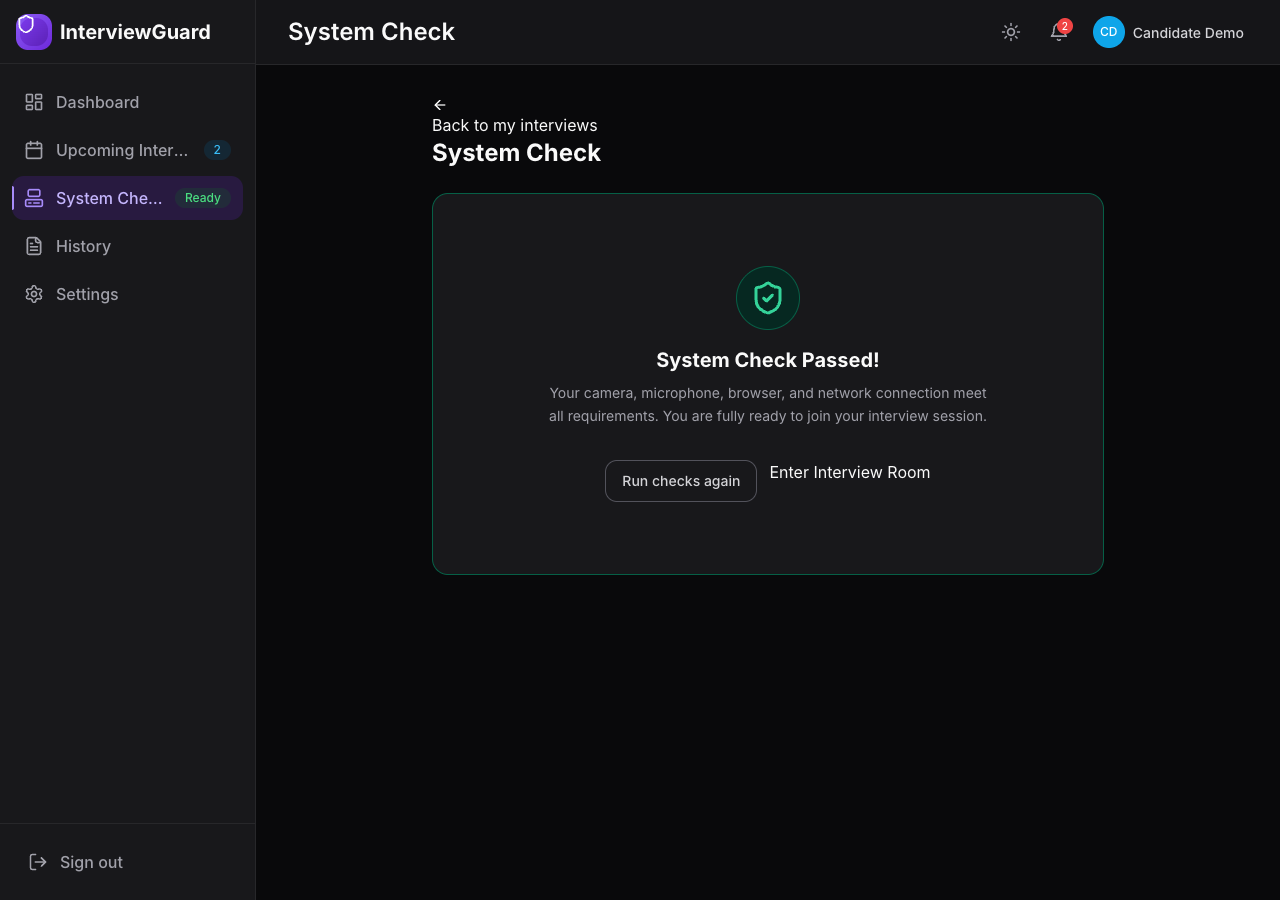 InterviewGuard
System Check
2
CD
Candidate Demo
Dashboard
Upcoming Inter...
2
System Che...
Ready
History
Settings
Sign out
Back to my interviews
System Check
System Check Passed!
Your camera, microphone, browser, and network connection meet
all requirements. You are fully ready to join your interview session.
Run checks again
Enter Interview Room